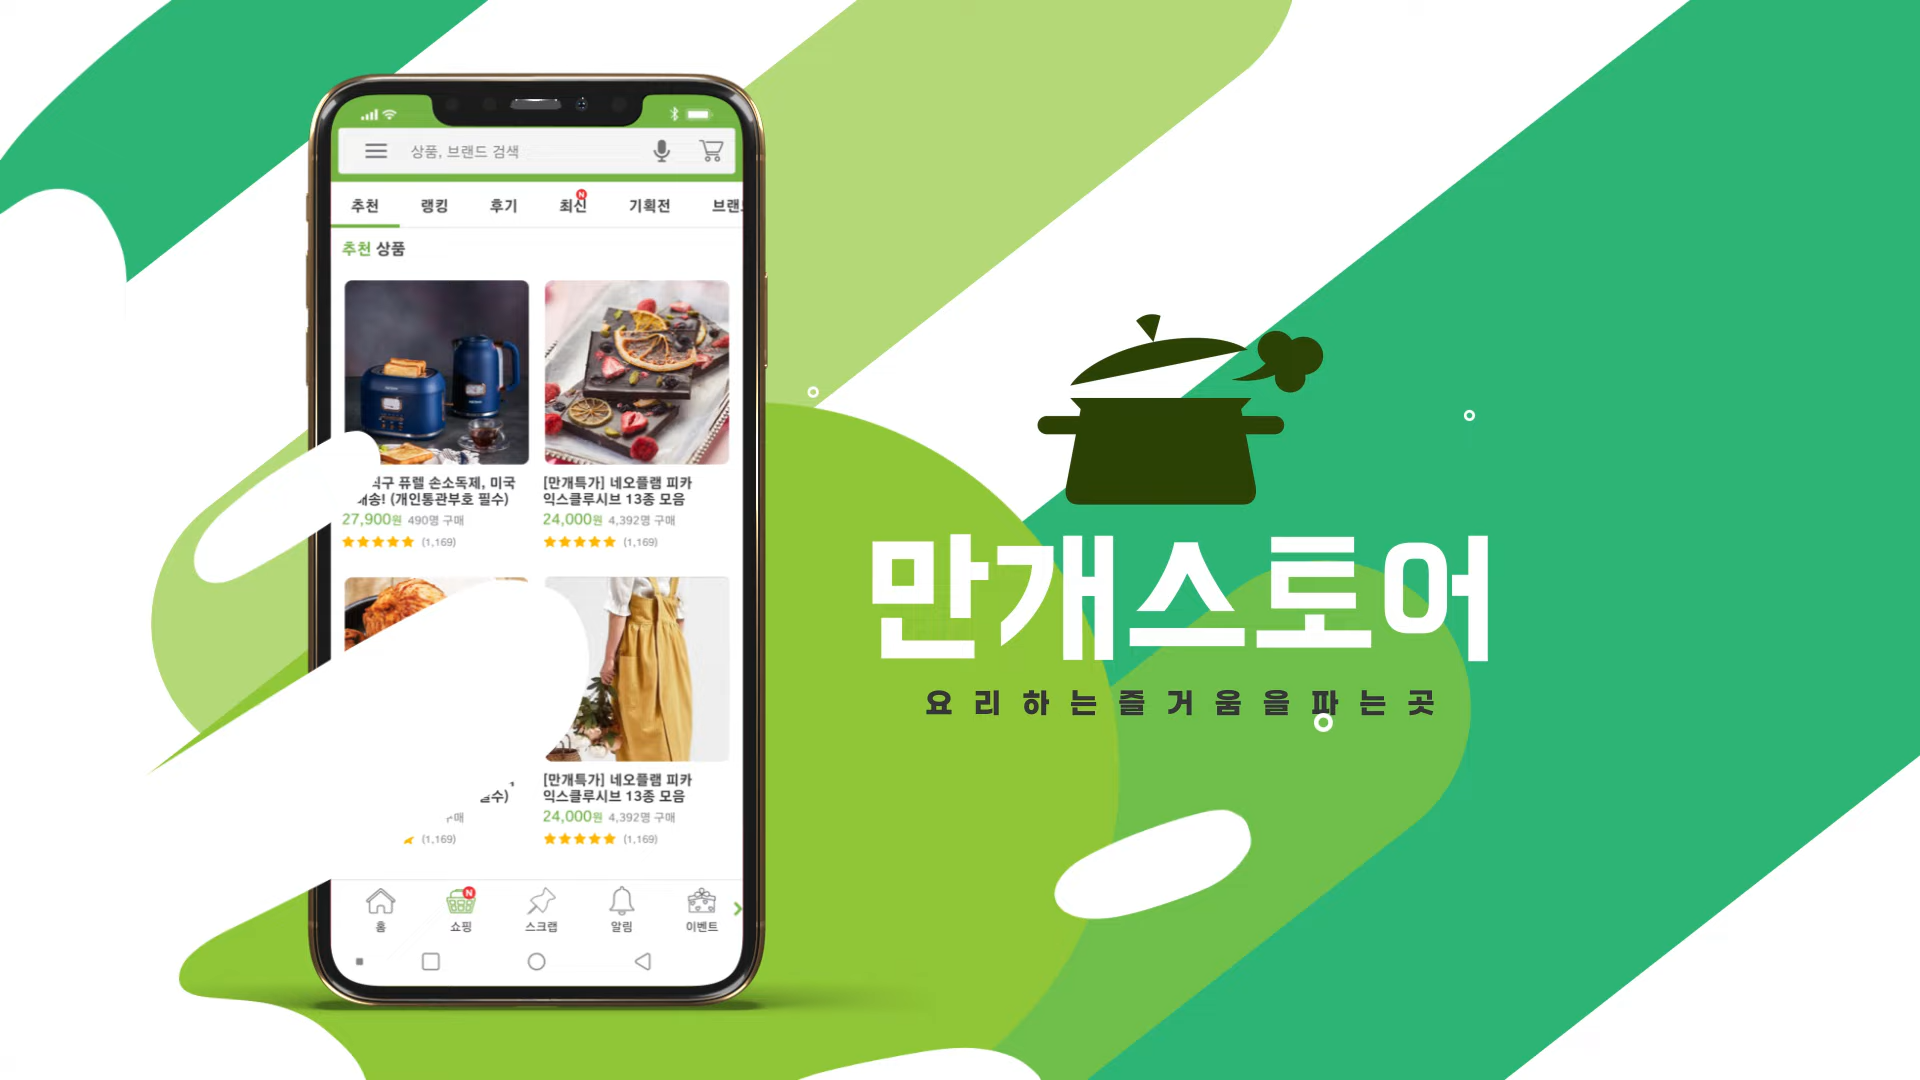 상품, 브랜드 검색
추천 랭킹 후기 최신 기획전
N
추천 상품
퓨렐 손소독제, 미국
(개인통관부호 필수)
27,900원 490명 구매
(1,169)
[만개특가] 네오플램 피카
익스클루시브 13종 모음
24,000원 4,392명 구매
(1,169)
(1,169)
[만개특가] 네오플램 피카
익스클루시브 13종 모음
24,000원 4,392명 구매
(1,169)
N
홈 쇼핑 스크랩 알림 이벤트
만개스토어
요리하는즐거움을파는곳